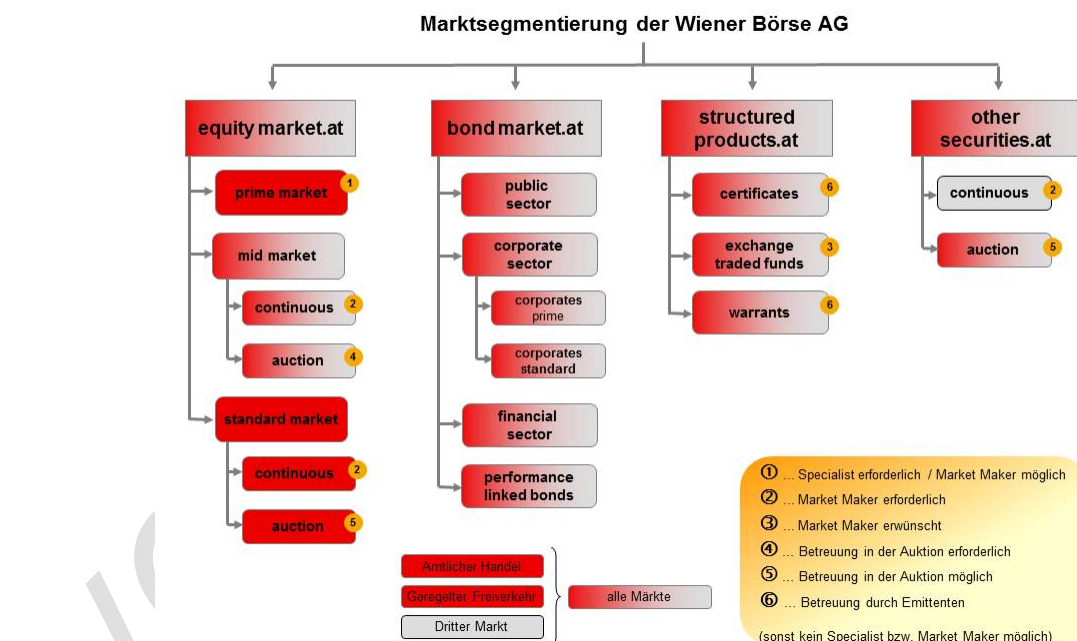 Marktsegmentierung der Wiener Börse AG
equity market.at
prime market
1
mid market
continuous
2
auction
4
standard market
continuous
2
auction
5
bond market.at
public
sector
corporate
sector
corporates
prime
corporates
standard
financial
sector
performance
linked bonds
structured
products.at
certificates
6
exchange
traded funds
3
warrants
6
other
securities.at
continuous
2
auction
5
Amtlicher Handel
Geregelter Freiverkehr
Dritter Markt
alle Märkte
① ... Specialist erforderlich / Market Maker möglich
② ... Market Maker erforderlich
③ ... Market Maker erwünscht
④ ... Betreuung in der Auktion erforderlich
⑤ ... Betreuung in der Auktion möglich
⑥ ... Betreuung durch Emittenten
(sonst kein Specialist bzw. Market Maker möglich)